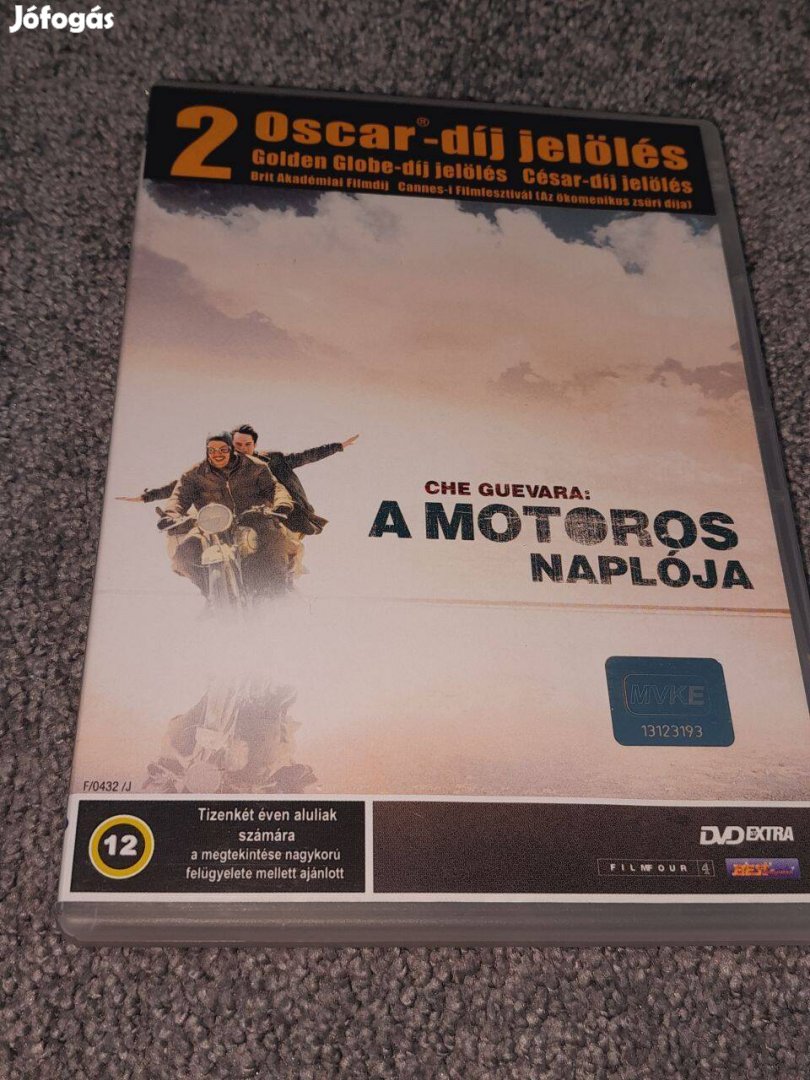 Jófogás
2 Oscar®-díj jelölés
Golden Globe-díj jelölés César-díj jelölés
Brit Akadémiai Filmdíj Cannes-i Filmfesztivál (Az ökomenikus zsűri díja)
CHE GUEVARA:
A MOTOROS
NAPLÓJA
MVKE
13123193
F/0432 /J
12
Tizenkét éven aluliak
számára
a megtekintése nagykorú
felügyelete mellett ajánlott
DVD EXTRA
FILMFOUR 4
BEST